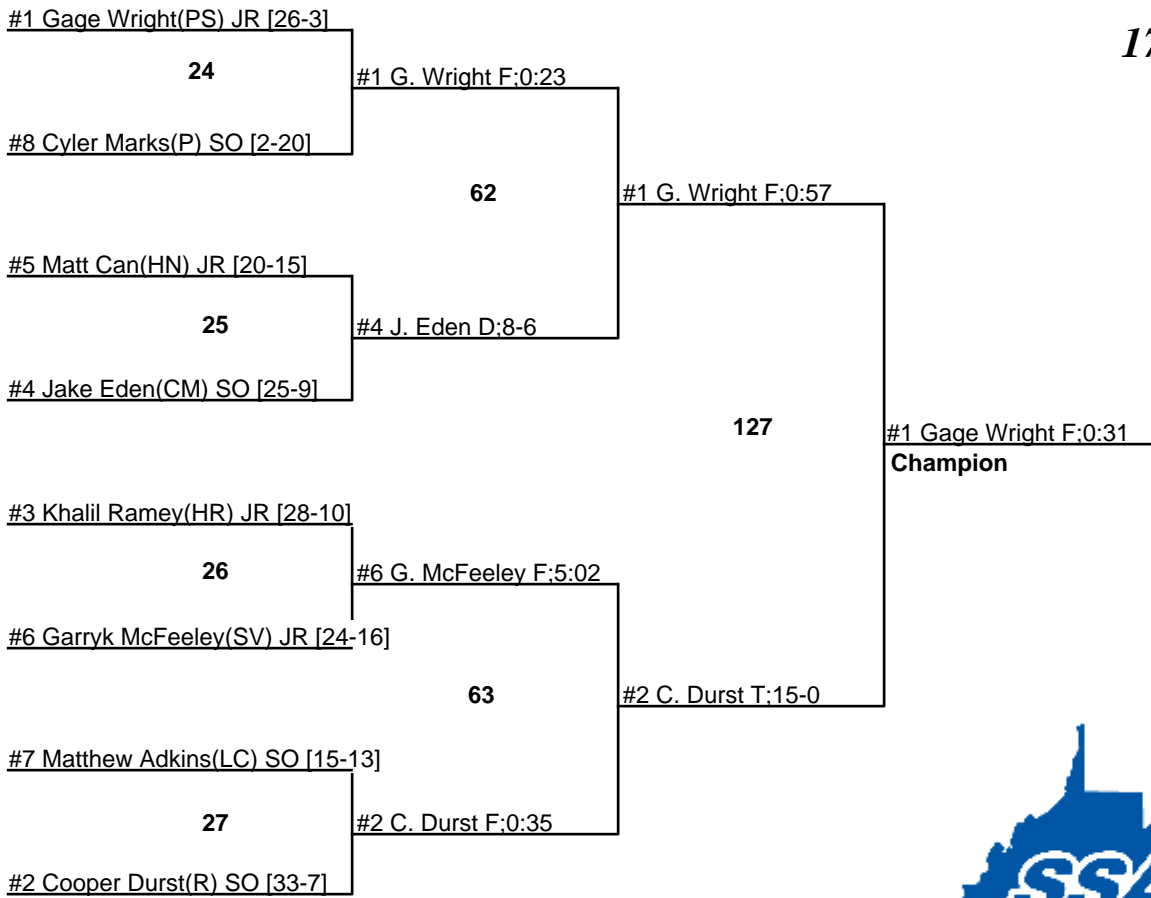 #1 Gage Wright(PS) JR [26-3]
17
24
#1 G. Wright F;0:23
#8 Cyler Marks(P) SO [2-20]
62
#1 G. Wright F;0:57
#5 Matt Can(HN) JR [20-15]
25
#4 J. Eden D;8-6
#4 Jake Eden(CM) SO [25-9]
127
#1 Gage Wright F;0:31
Champion
#3 Khalil Ramey(HR) JR [28-10]
26
#6 G. McFeeley F;5:02
#6 Garryk McFeeley(SV) JR [24-16]
63
#2 C. Durst T;15-0
#7 Matthew Adkins(LC) SO [15-13]
27
#2 C. Durst F;0:35
#2 Cooper Durst(R) SO [33-7]